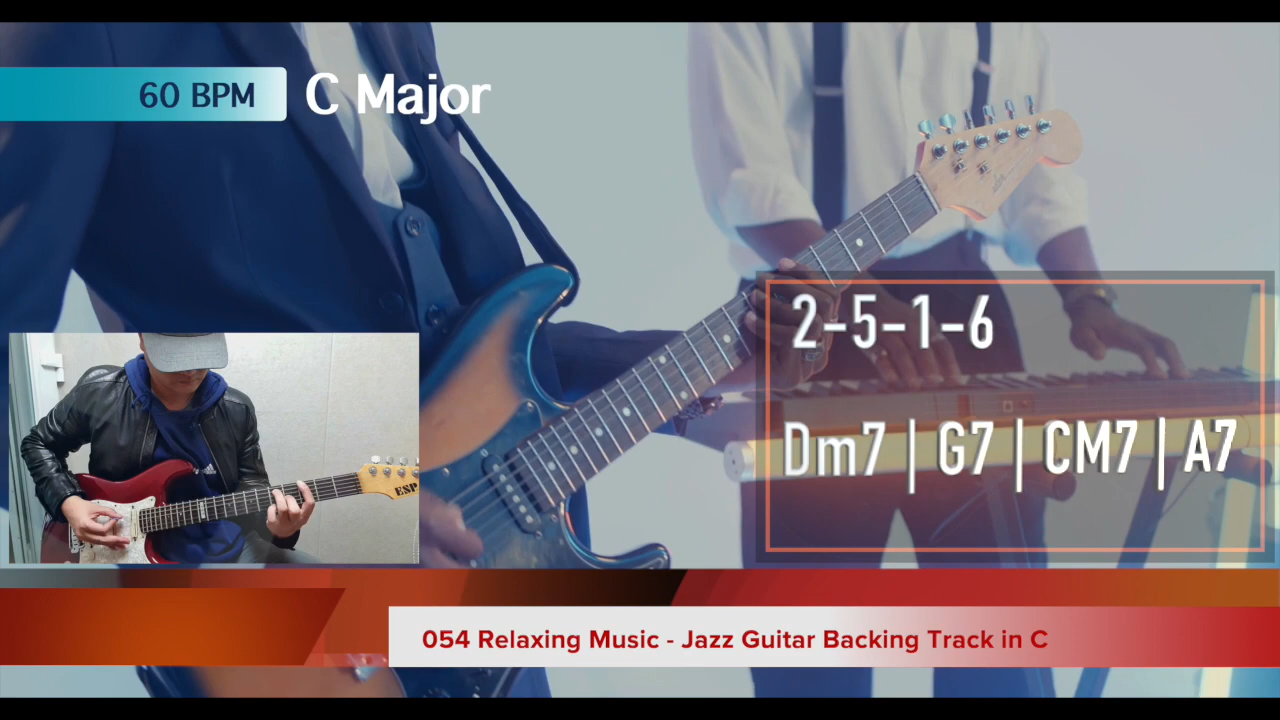 60 BPM
C Major
2-5-1-6
Dm7 | G7 | CM7 | A7
ESP
054 Relaxing Music - Jazz Guitar Backing Track in C